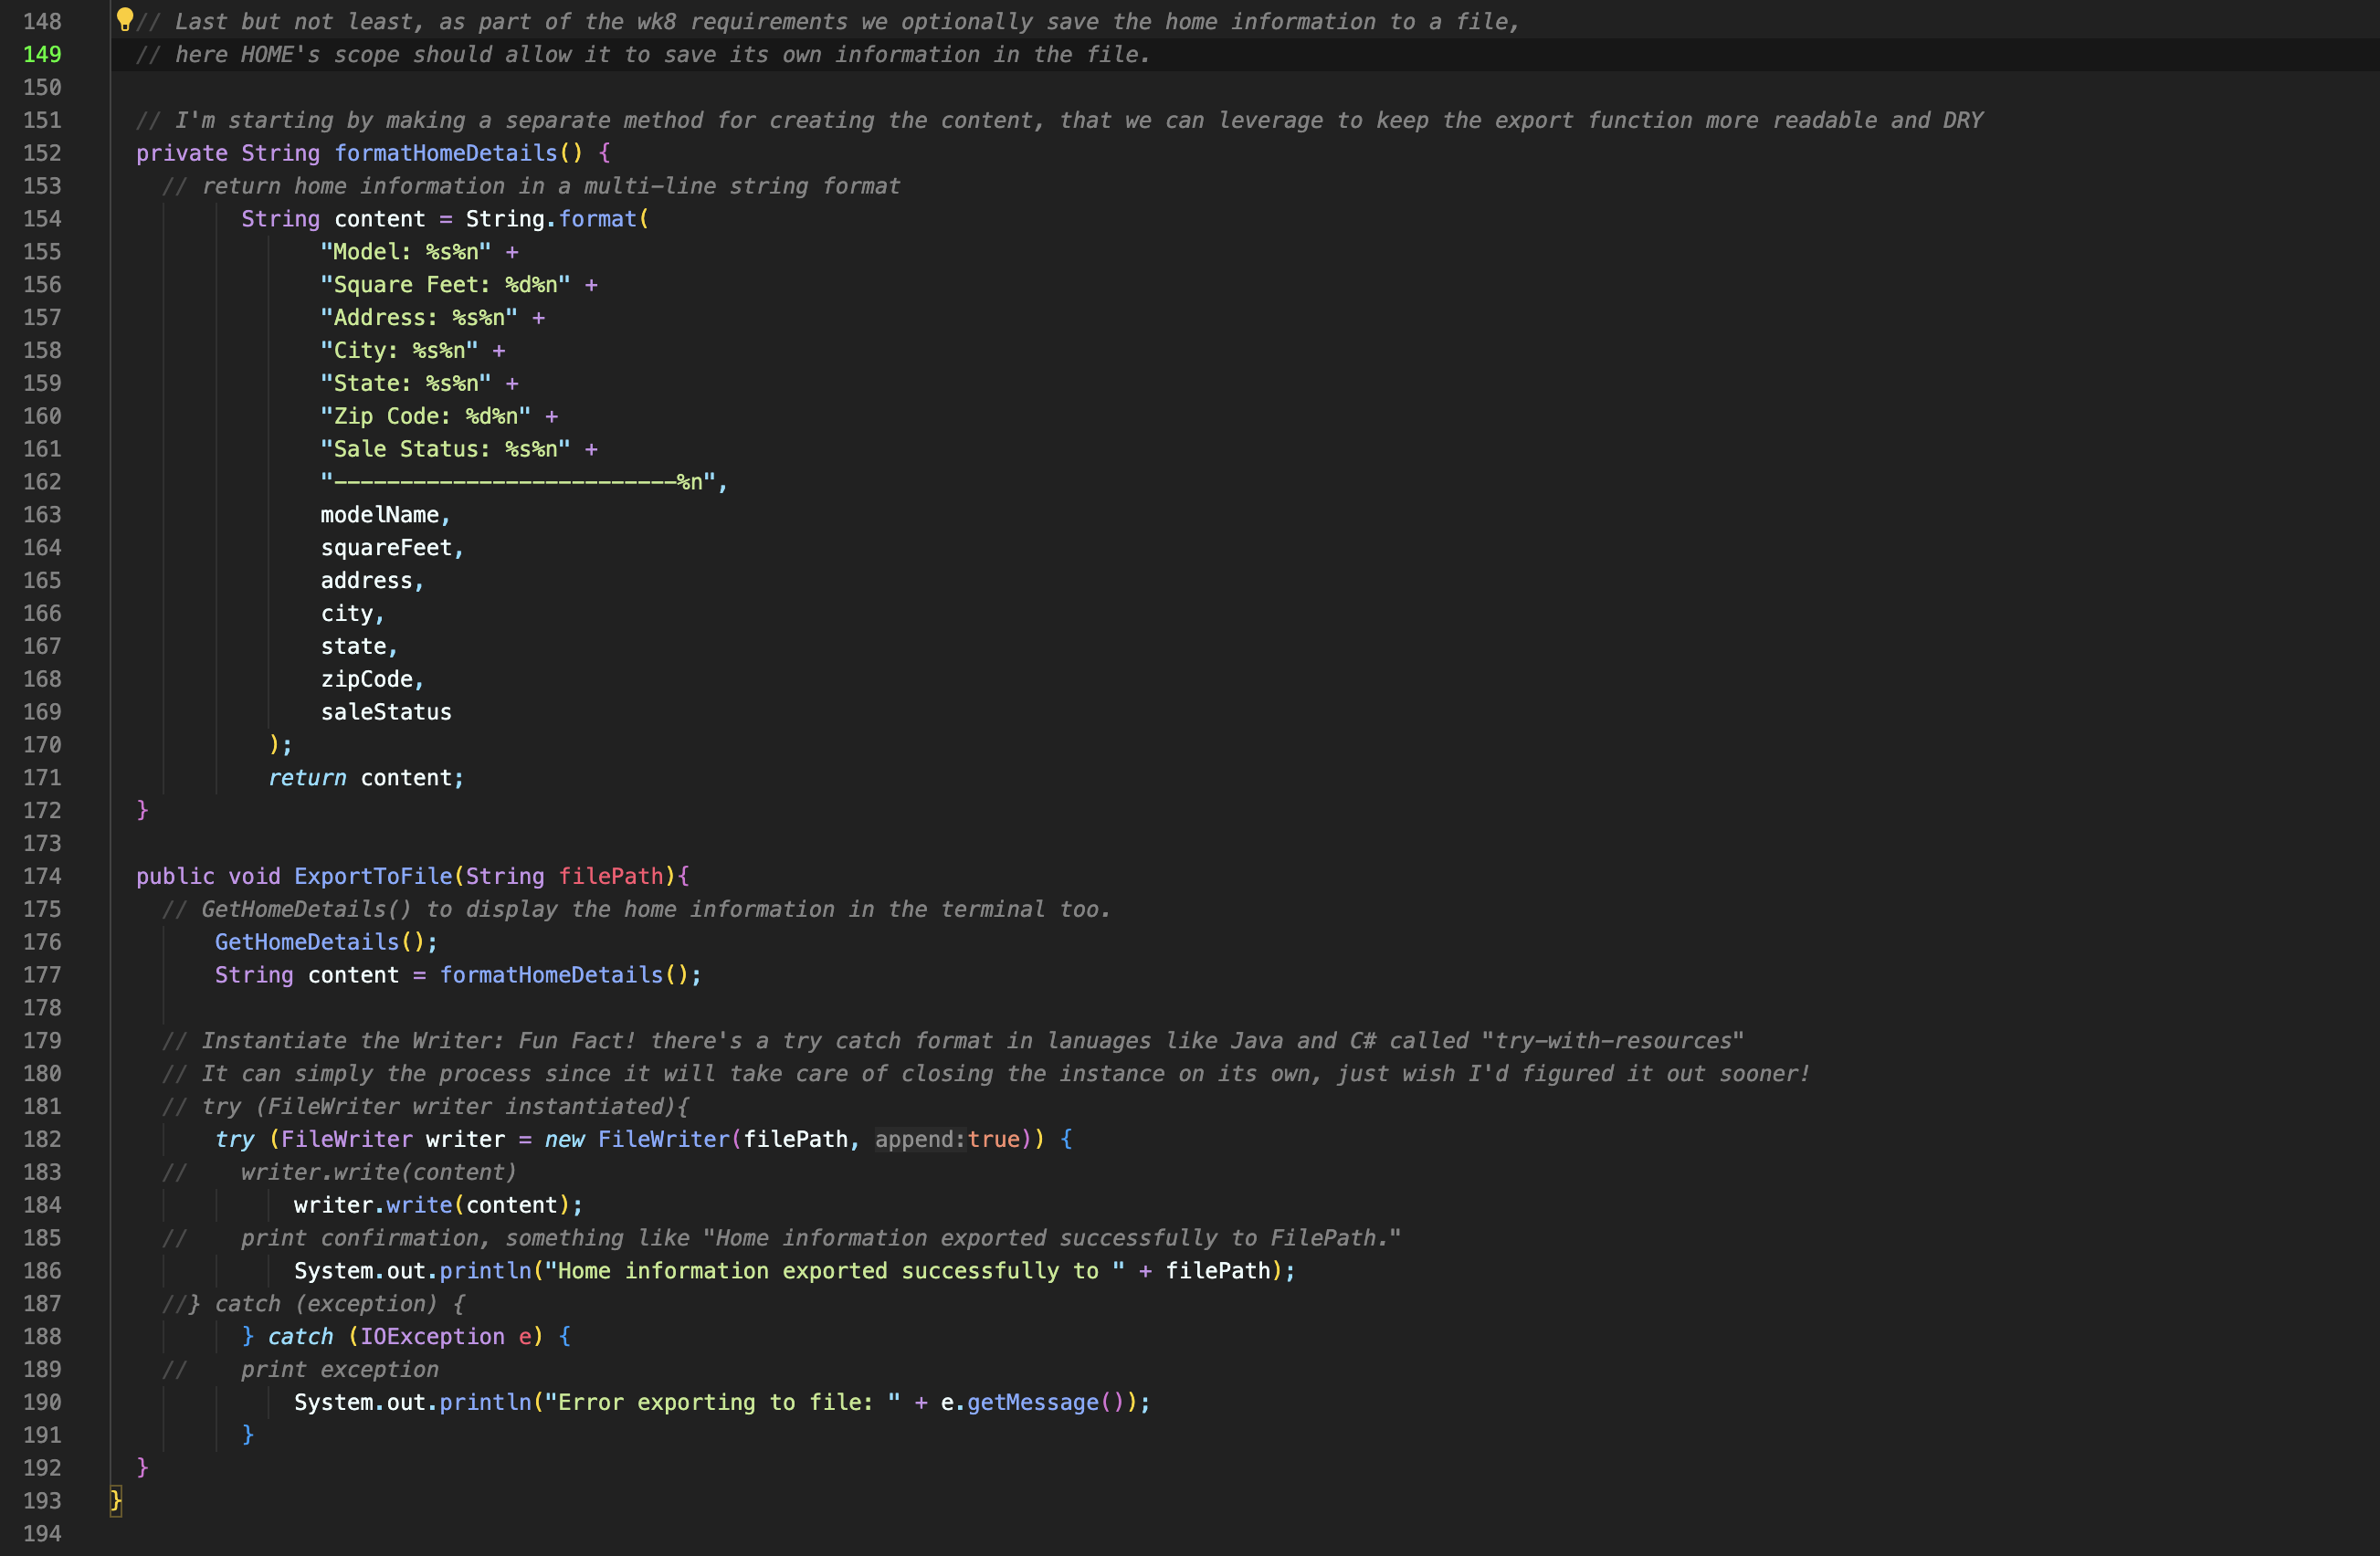 148 // Last but not least, as part of the wk8 requirements we optionally save the home information to a file,
149 // here HOME's scope should allow it to save its own information in the file.
150
151 // I'm starting by making a separate method for creating the content, that we can leverage to keep the export function more readable and DRY
152 private String formatHomeDetails() {
153 // return home information in a multi-line string format
154 String content = String.format(
155 "Model: %s%n" +
156 "Square Feet: %d%n" +
157 "Address: %s%n" +
158 "City: %s%n" +
159 "State: %s%n" +
160 "Zip Code: %d%n" +
161 "Sale Status: %s%n" +
162 "--------------------------%n",
163 modelName,
164 squareFeet,
165 address,
166 city,
167 state,
168 zipCode,
169 saleStatus
170 );
171 return content;
172 }
173
174 public void ExportToFile(String filePath){
175 // GetHomeDetails() to display the home information in the terminal too.
176 GetHomeDetails();
177 String content = formatHomeDetails();
178
179 // Instantiate the Writer: Fun Fact! there's a try catch format in lanuages like Java and C# called "try-with-resources"
180 // It can simply the process since it will take care of closing the instance on its own, just wish I'd figured it out sooner!
181 // try (FileWriter writer instantiated){
182 try (FileWriter writer = new FileWriter(filePath, append:true)) {
183 // writer.write(content)
184 writer.write(content);
185 // print confirmation, something like "Home information exported successfully to FilePath."
186 System.out.println("Home information exported successfully to " + filePath);
187 //} catch (exception) {
188 } catch (IOException e) {
189 // print exception
190 System.out.println("Error exporting to file: " + e.getMessage());
191 }
192 }
193 }
194